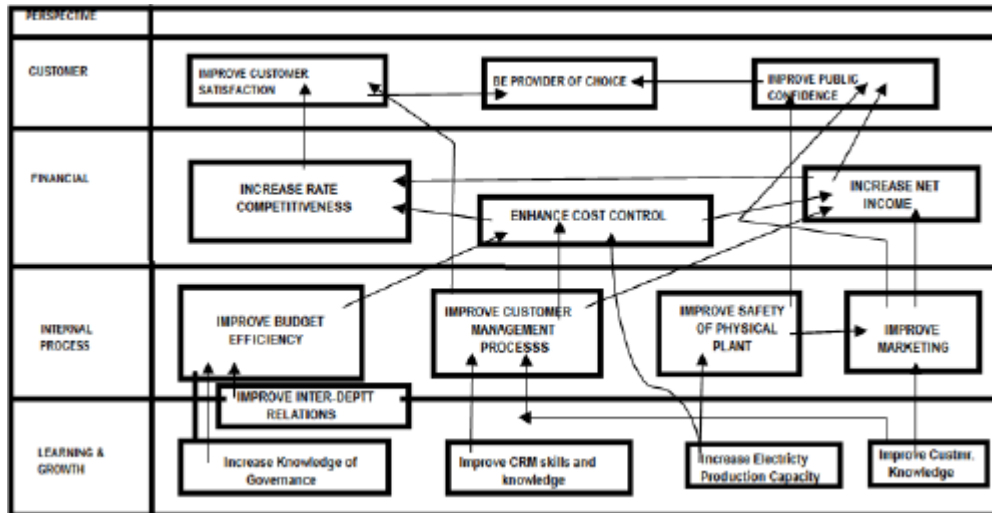 PERSPECTIVE
CUSTOMER
IMPROVE CUSTOMER
SATISFACTION
BE PROVIDER OF CHOICE
IMPROVE PUBLIC
CONFIDENCE
FINANCIAL
INCREASE RATE
COMPETITIVENESS
ENHANCE COST CONTROL
INCREASE NET
INCOME
INTERNAL
PROCESS
IMPROVE BUDGET
EFFICIENCY
IMPROVE CUSTOMER
MANAGEMENT
PROCESSS
IMPROVE SAFETY
OF PHYSICAL
PLANT
IMPROVE
MARKETING
IMPROVE INTER-DEPTT
RELATIONS
LEARNING &
GROWTH
Increase Knowledge of
Governance
Improve CRM skills and
knowledge
Increase Electricty
Production Capacity
Improve Custmr.
Knowledge